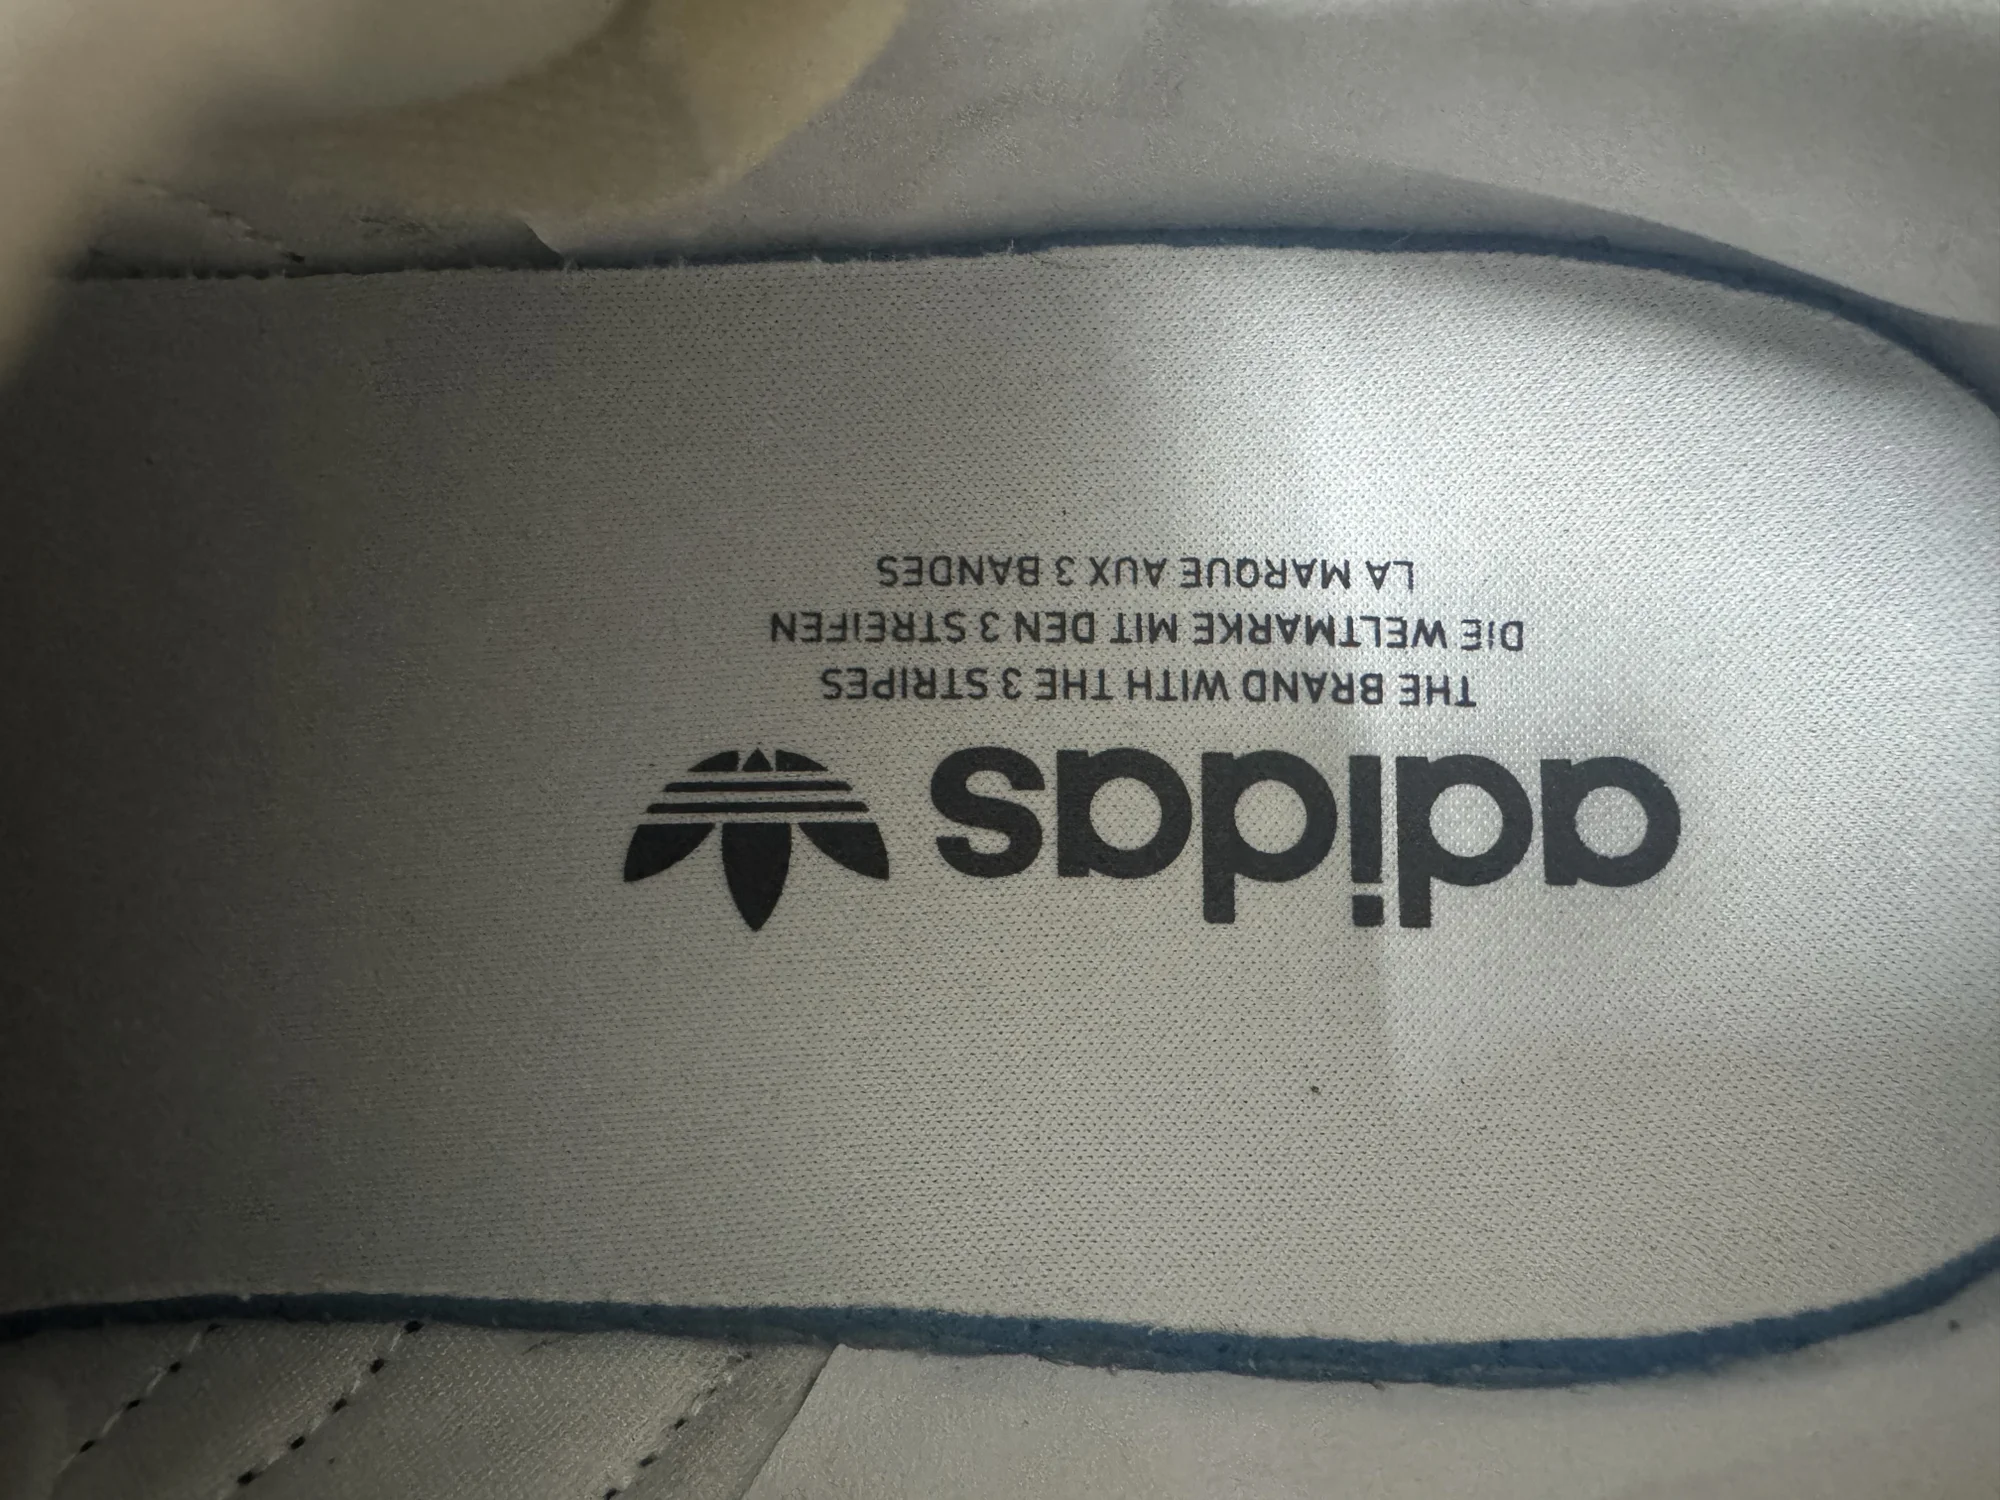 adidas
THE BRAND WITH THE 3 STRIPES
DIE WELTMARKE MIT DEN 3 STREIFEN
LA MARQUE AUX 3 BANDES